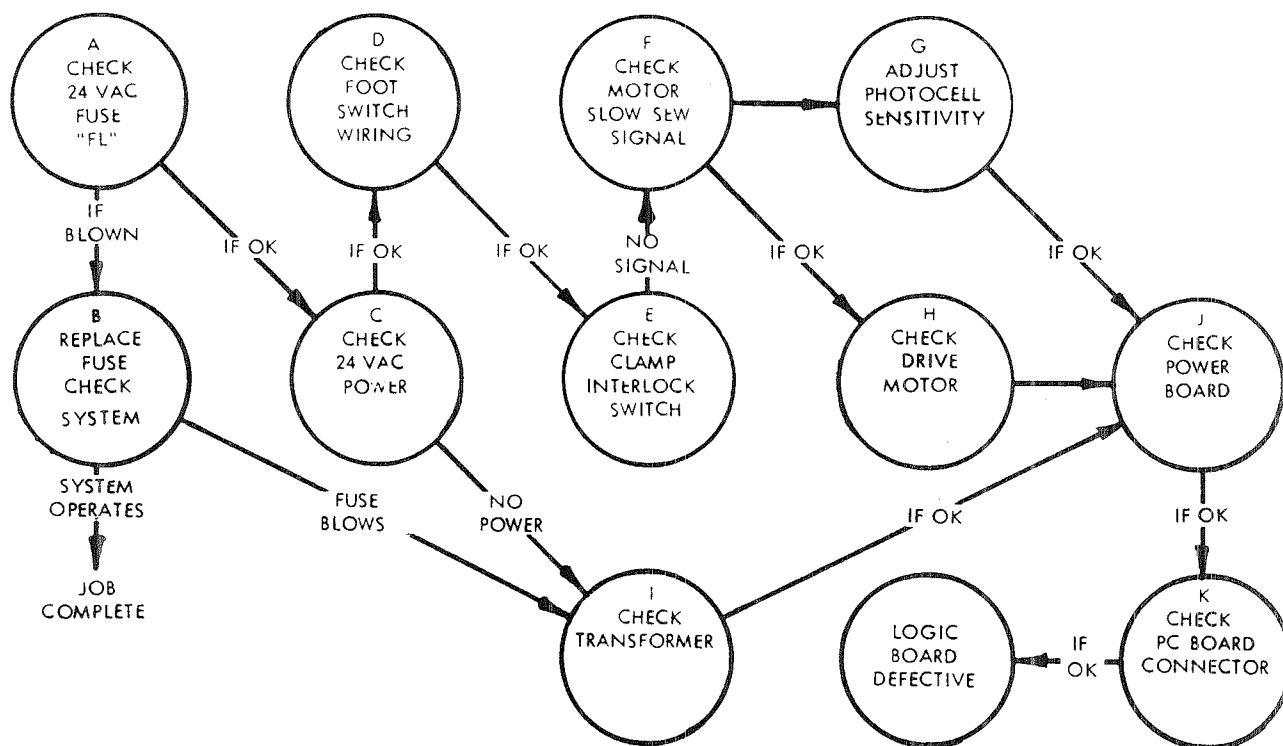 A
CHECK
24 VAC
FUSE
"FL"
IF
BLOWN
IF OK
B
REPLACE
FUSE
CHECK
SYSTEM
SYSTEM
OPERATES
JOB
COMPLETE
FUSE
BLOWS
C
CHECK
24 VAC
POWER
IF OK
NO
POWER
D
CHECK
FOOT
SWITCH
WIRING
IF OK
E
CHECK
CLAMP
INTERLOCK
SWITCH
NO
SIGNAL
F
CHECK
MOTOR
SLOW SEW
SIGNAL
IF OK
G
ADJUST
PHOTOCELL
SENSITIVITY
IF OK
H
CHECK
DRIVE
MOTOR
I
CHECK
TRANSFORMER
IF OK
J
CHECK
POWER
BOARD
IF OK
K
CHECK
PC BOARD
CONNECTOR
IF
OK
LOGIC
BOARD
DEFECTIVE